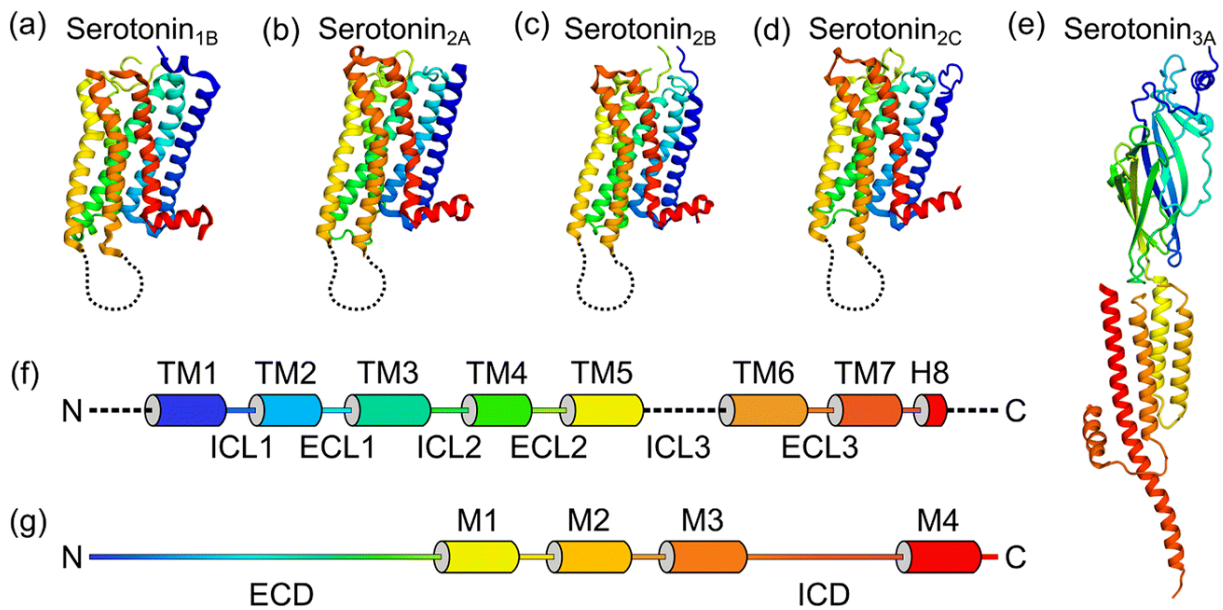 (a) Serotonin1B (b) Serotonin2A (c) Serotonin2B (d) Serotonin2C (e) Serotonin3A
(f) TM1 TM2 TM3 TM4 TM5 TM6 TM7 H8
N C
ICL1 ECL1 ICL2 ECL2 ICL3 ECL3
(g) M1 M2 M3 M4
N C
ECD ICD